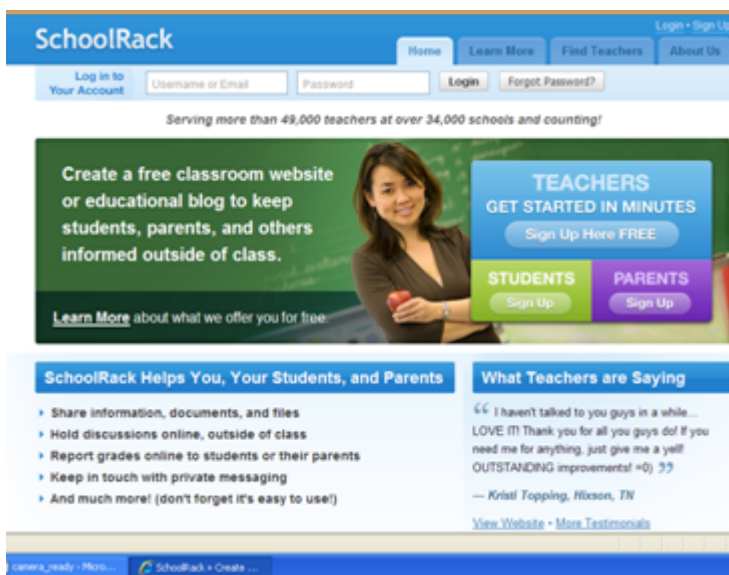 Login • Sign Up
SchoolRack
Home Learn More Find Teachers About Us
Log in to
Your Account
Username or Email Password Login Forgot Password?
Serving more than 49,000 teachers at over 34,000 schools and counting!
Create a free classroom website
or educational blog to keep
students, parents, and others
informed outside of class.
Learn More about what we offer you for free.
TEACHERS
GET STARTED IN MINUTES
Sign Up Here FREE
STUDENTS
Sign Up
PARENTS
Sign Up
SchoolRack Helps You, Your Students, and Parents
Share information, documents, and files
Hold discussions online, outside of class
Report grades online to students or their parents
Keep in touch with private messaging
And much more! (don't forget it's easy to use!)
What Teachers are Saying
“ I haven't talked to you guys in a while...
LOVE IT! Thank you for all you guys do! If you
need me for anything, just give me a yell!
OUTSTANDING improvements! =0) ”
— Kristi Topping, Hixson, TN
View Website • More Testimonials
camera_ready - Micro...
SchoolRack » Create ...